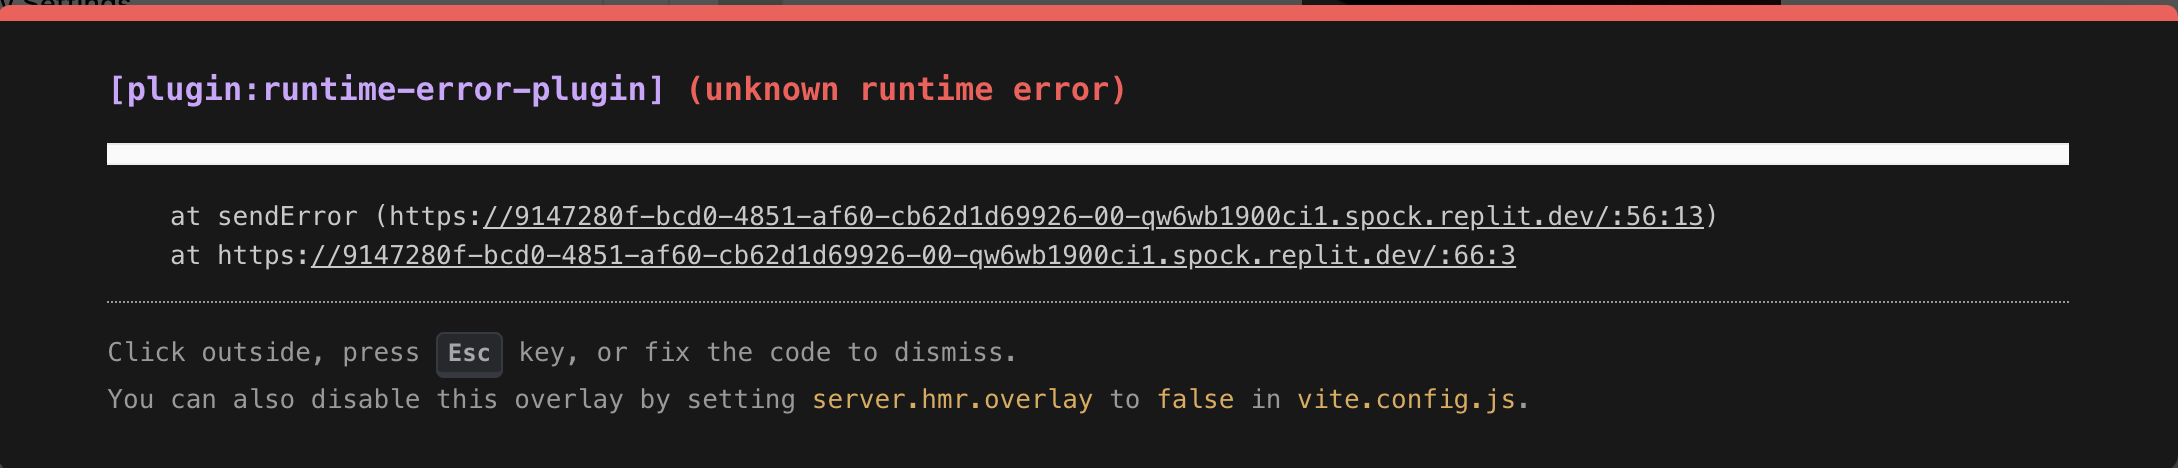 y Settings
[plugin:runtime-error-plugin] (unknown runtime error)
at sendError (https://9147280f-bcd0-4851-af60-cb62d1d69926-00-qw6wb1900ci1.spock.replit.dev/:56:13)
at https://9147280f-bcd0-4851-af60-cb62d1d69926-00-qw6wb1900ci1.spock.replit.dev/:66:3
Click outside, press Esc key, or fix the code to dismiss.
You can also disable this overlay by setting server.hmr.overlay to false in vite.config.js.